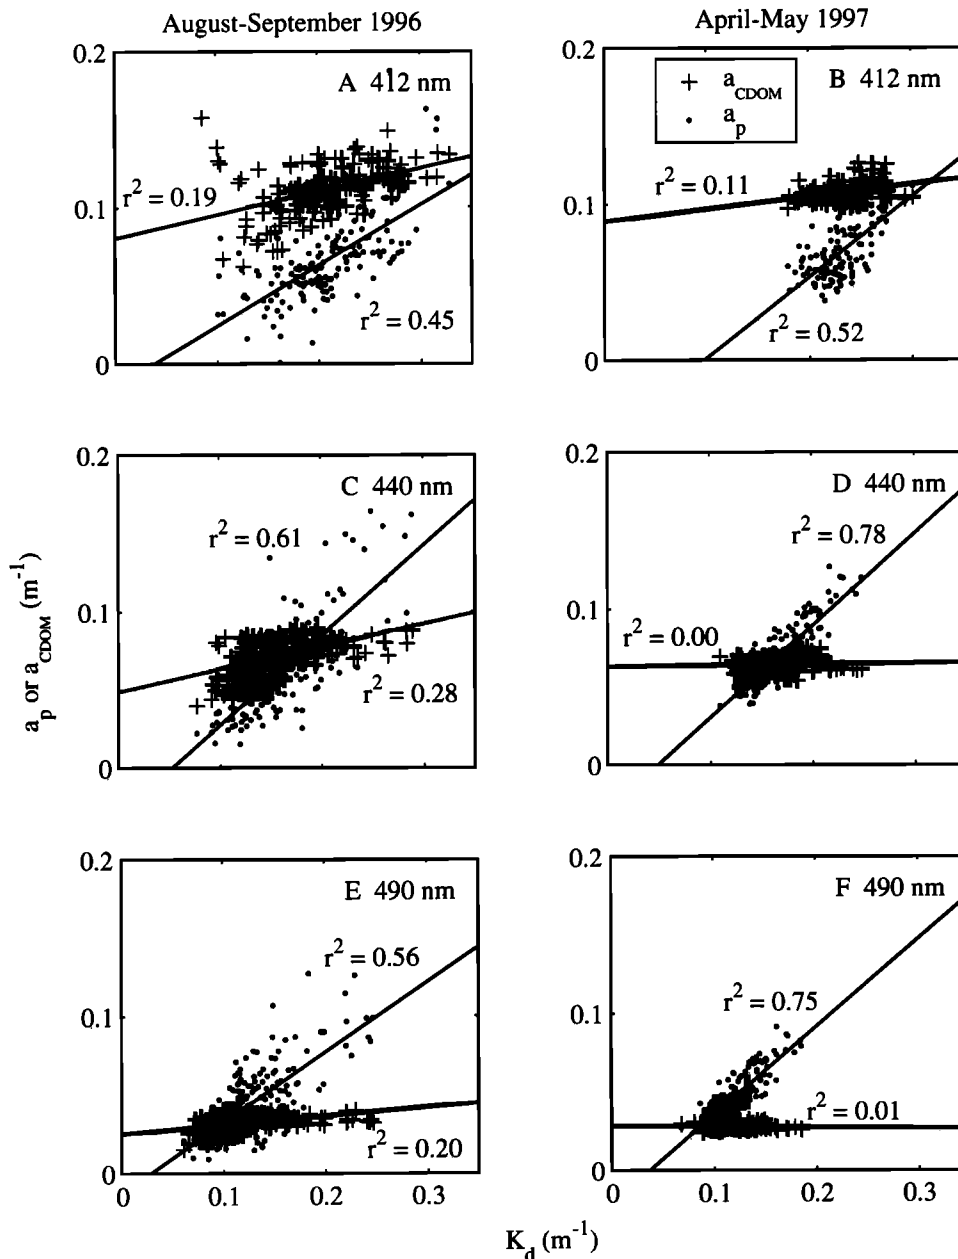 August-September 1996
April-May 1997
0.2
A 412 nm
r² = 0.19
0.1
r² = 0.45
0
0.2
B 412 nm
+ a_CDOM
• a_p
r² = 0.11
0.1
r² = 0.52
0
0.2
C 440 nm
r² = 0.61
0.1
r² = 0.28
0
0.2
D 440 nm
r² = 0.78
0.1
r² = 0.00
0
a_p or a_CDOM (m⁻¹)
0.2
E 490 nm
r² = 0.56
0.1
r² = 0.20
0
0 0.1 0.2 0.3
0.2
F 490 nm
r² = 0.75
0.1
r² = 0.01
0
0 0.1 0.2 0.3
K_d (m⁻¹)